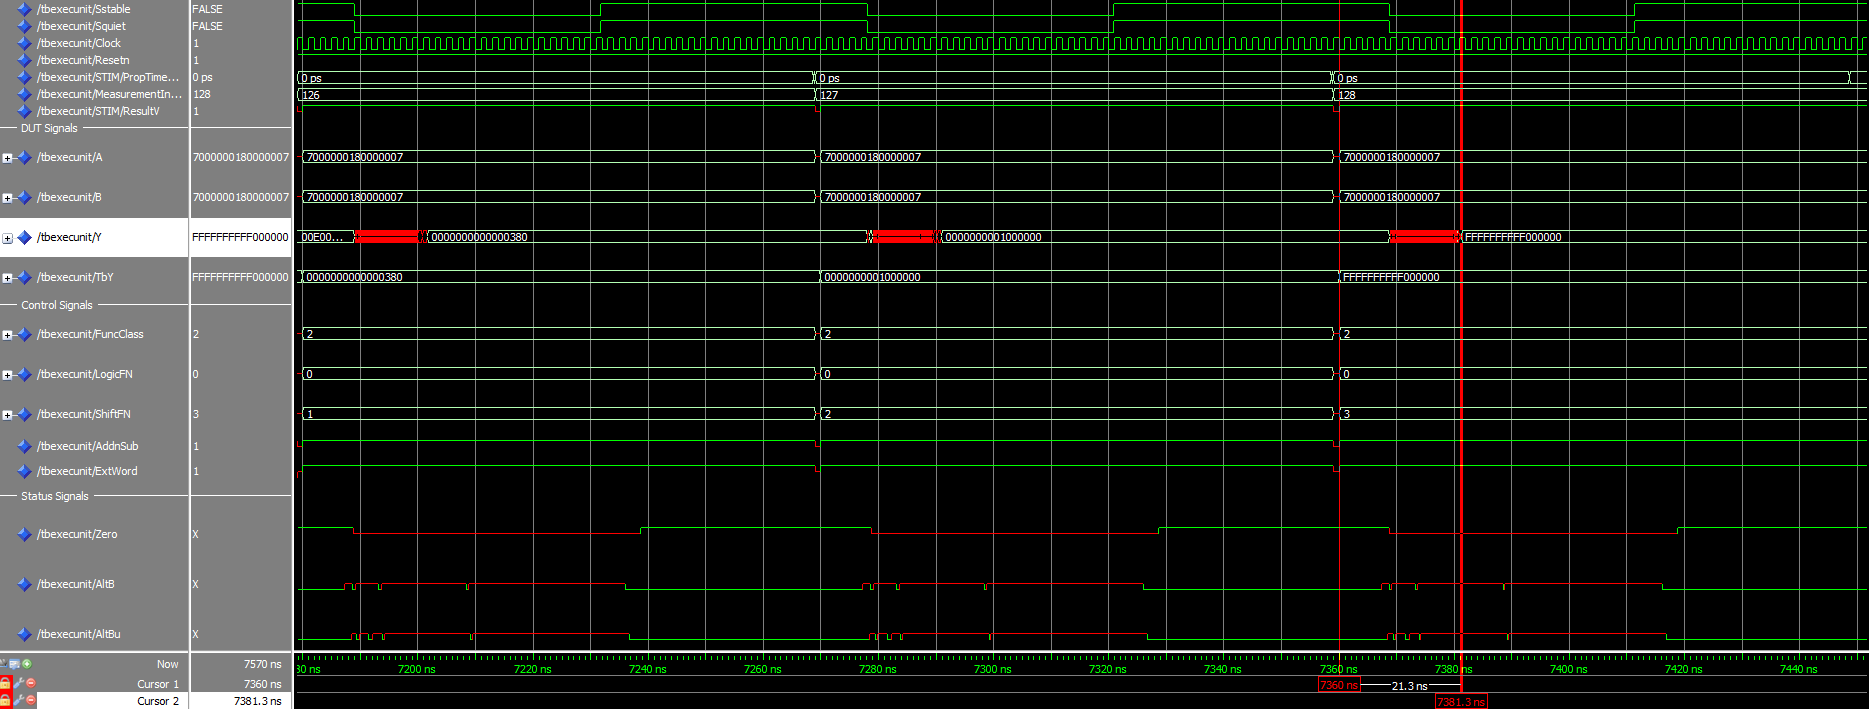 /tbexecunit/Sstable FALSE
/tbexecunit/Squiet FALSE
/tbexecunit/Clock 1
/tbexecunit/Resetn 1
/tbexecunit/STIM/PropTime... 0 ps 0 ps 0 ps 0 ps
/tbexecunit/MeasurementIn... 128 126 127 128
/tbexecunit/STIM/ResultV 1
DUT Signals
/tbexecunit/A 7000000180000007 7000000180000007 7000000180000007 7000000180000007
/tbexecunit/B 7000000180000007 7000000180000007 7000000180000007 7000000180000007
/tbexecunit/Y FFFFFFFFFF000000 00E00... 0000000000000380 0000000001000000 FFFFFFFFFF000000
/tbexecunit/TbY FFFFFFFFFF000000 0000000000000380 0000000001000000 FFFFFFFFFF000000
Control Signals
/tbexecunit/FuncClass 2 2 2 2
/tbexecunit/LogicFN 0 0 0 0
/tbexecunit/ShiftFN 3 1 2 3
/tbexecunit/AddnSub 1
/tbexecunit/ExtWord 1
Status Signals
/tbexecunit/Zero X
/tbexecunit/AltB X
/tbexecunit/AltBu X
Now 7570 ns 80 ns 7200 ns 7220 ns 7240 ns 7260 ns 7280 ns 7300 ns 7320 ns 7340 ns 7360 ns 7380 ns 7400 ns 7420 ns 7440 ns
Cursor 1 7360 ns 7360 ns 21.3 ns
Cursor 2 7381.3 ns 7381.3 ns